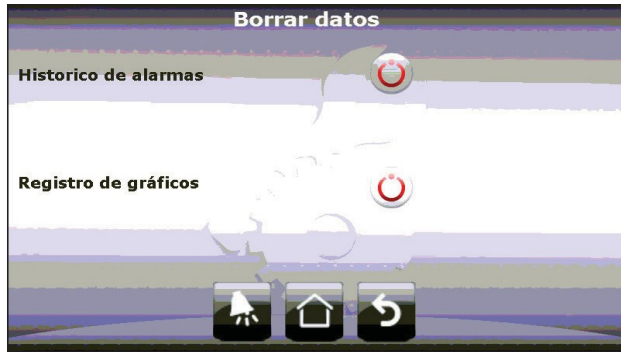 Borrar datos
Historico de alarmas
Registro de gráficos